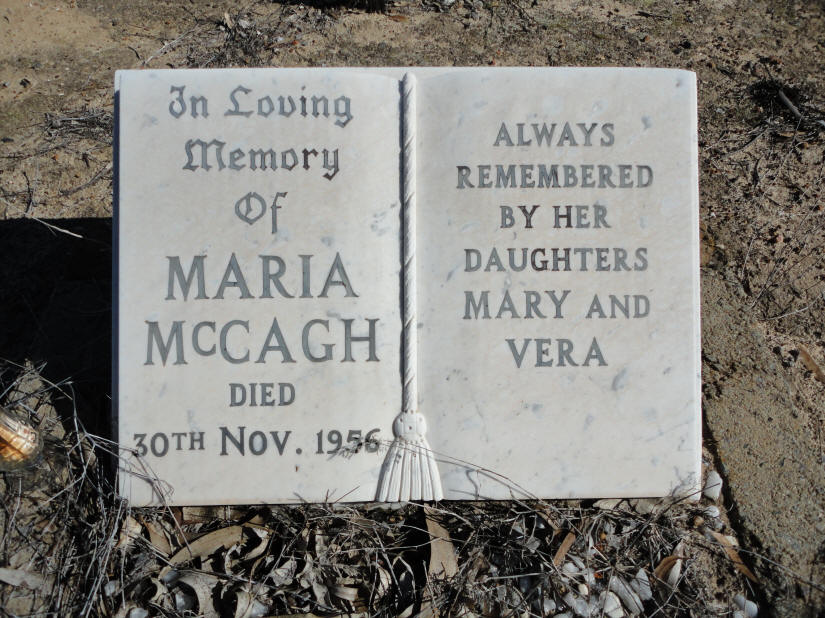 In Loving
Memory
Of
MARIA
McCAGH
DIED
30TH NOV. 1956
ALWAYS
REMEMBERED
BY HER
DAUGHTERS
MARY AND
VERA